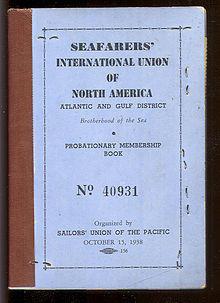 SEAFARERS'
INTERNATIONAL UNION
OF
NORTH AMERICA
ATLANTIC AND GULF DISTRICT
Brotherhood of the Sea
PROBATIONARY MEMBERSHIP
BOOK
Nº 40931
Organized by
SAILORS' UNION OF THE PACIFIC
OCTOBER 15, 1938
156